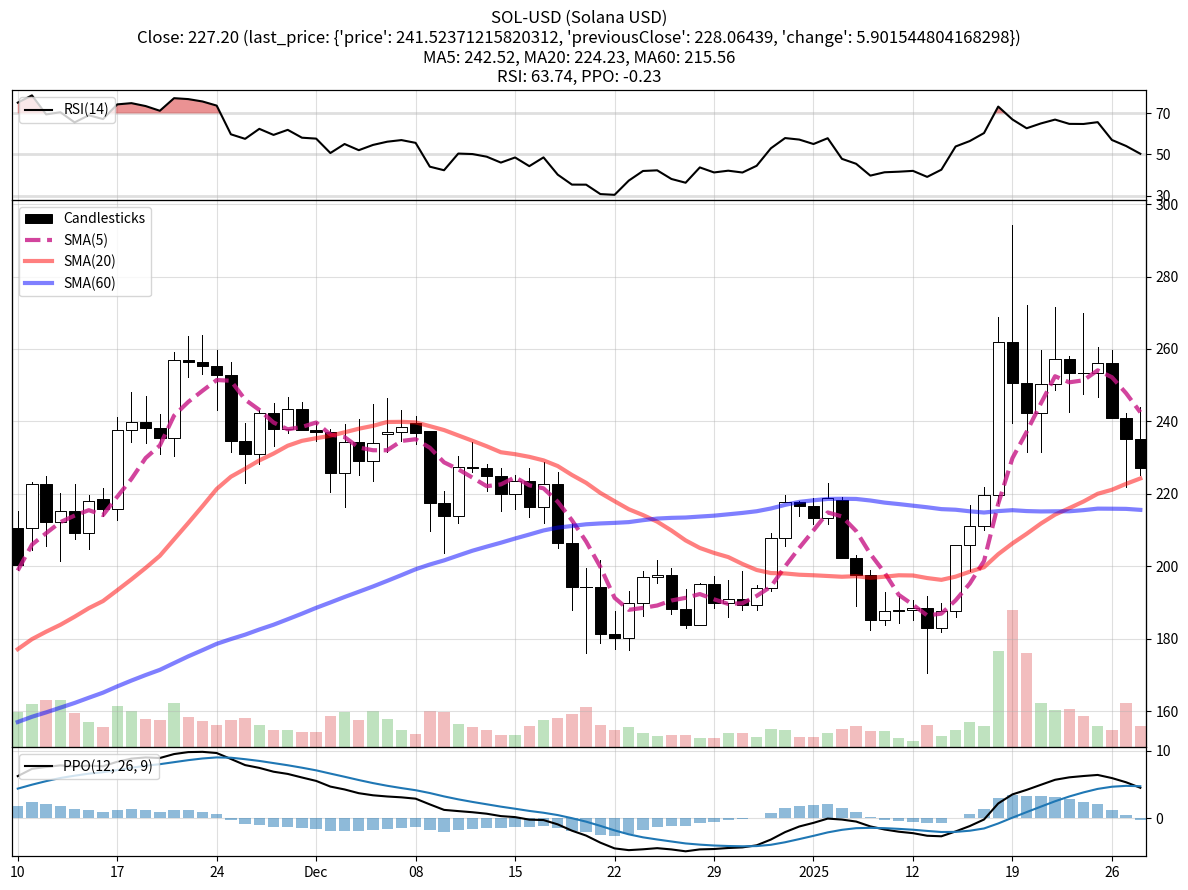 SOL-USD (Solana USD)
Close: 227.20 (last_price: {'price': 241.52371215820312, 'previousClose': 228.06439, 'change': 5.901544804168298})
MA5: 242.52, MA20: 224.23, MA60: 215.56
RSI: 63.74, PPO: -0.23
RSI(14)
70
50
30
300
Candlesticks
SMA(5)
SMA(20)
SMA(60)
280
260
240
220
200
180
160
10
PPO(12, 26, 9)
0
10 17 24 Dec 08 15 22 29 2025 12 19 26